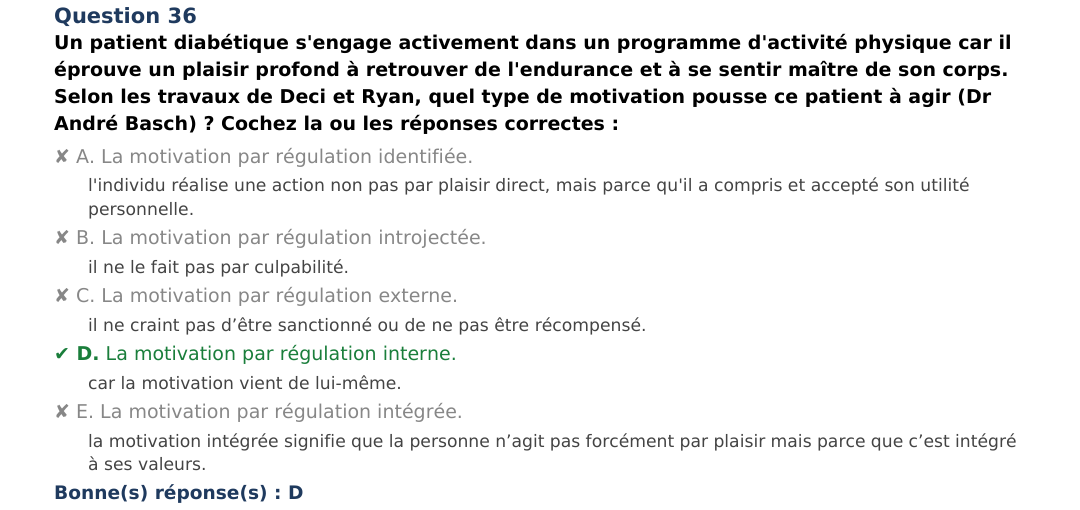 Question 36
Un patient diabétique s'engage activement dans un programme d'activité physique car il
éprouve un plaisir profond à retrouver de l'endurance et à se sentir maître de son corps.
Selon les travaux de Deci et Ryan, quel type de motivation pousse ce patient à agir (Dr
André Basch) ? Cochez la ou les réponses correctes :
✘ A. La motivation par régulation identifiée.
l'individu réalise une action non pas par plaisir direct, mais parce qu'il a compris et accepté son utilité
personnelle.
✘ B. La motivation par régulation introjectée.
il ne le fait pas par culpabilité.
✘ C. La motivation par régulation externe.
il ne craint pas d’être sanctionné ou de ne pas être récompensé.
✔ D. La motivation par régulation interne.
car la motivation vient de lui-même.
✘ E. La motivation par régulation intégrée.
la motivation intégrée signifie que la personne n’agit pas forcément par plaisir mais parce que c’est intégré
à ses valeurs.
Bonne(s) réponse(s) : D